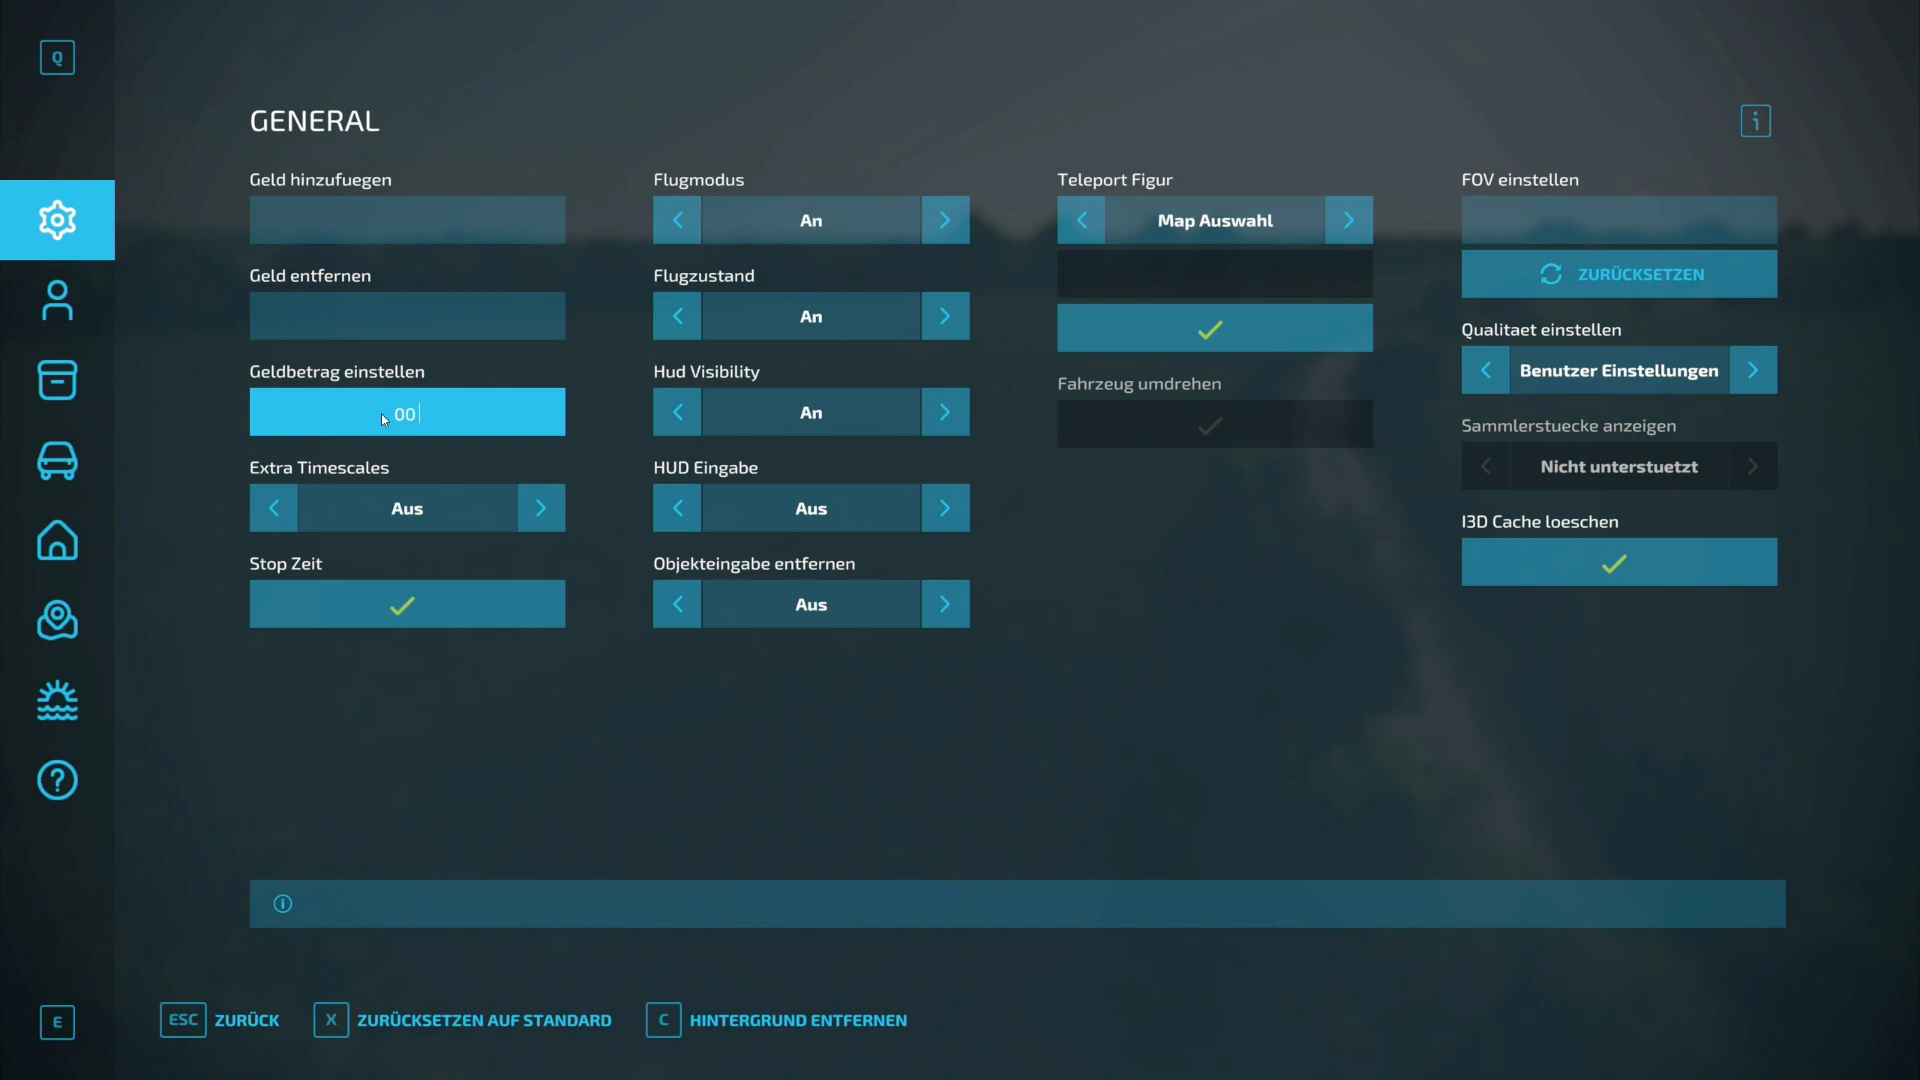 Q
GENERAL
Geld hinzufuegen
Geld entfernen
Geldbetrag einstellen
00
Extra Timescales
Aus
Stop Zeit
Flugmodus
An
Flugzustand
An
Hud Visibility
An
HUD Eingabe
Aus
Objekteingabe entfernen
Aus
Teleport Figur
Map Auswahl
Fahrzeug umdrehen
FOV einstellen
ZURÜCKSETZEN
Qualitaet einstellen
Benutzer Einstellungen
Sammlerstuecke anzeigen
Nicht unterstuetzt
I3D Cache loeschen
E
ESC ZURÜCK
X ZURÜCKSETZEN AUF STANDARD
C HINTERGRUND ENTFERNEN